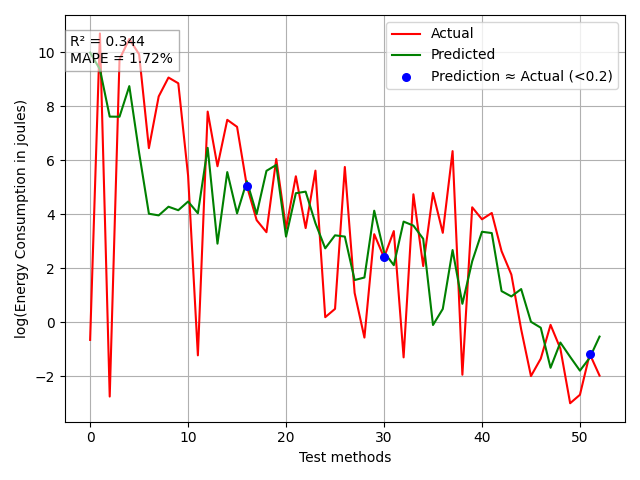 R² = 0.344
MAPE = 1.72%
Actual
Predicted
Prediction ≈ Actual (<0.2)
log(Energy Consumption in joules)
10
8
6
4
2
0
−2
0 10 20 30 40 50
Test methods